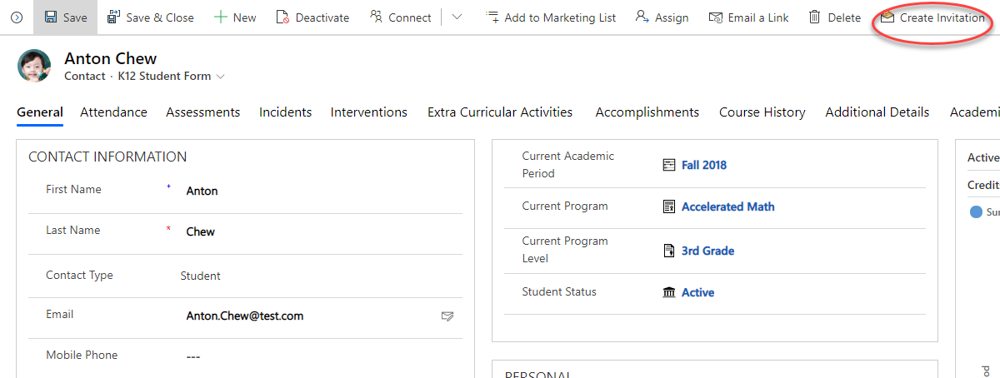 Save Save & Close New Deactivate Connect Add to Marketing List Assign Email a Link Delete Create Invitation
Anton Chew
Contact · K12 Student Form
General Attendance Assessments Incidents Interventions Extra Curricular Activities Accomplishments Course History Additional Details Academi
CONTACT INFORMATION
First Name + Anton
Last Name * Chew
Contact Type Student
Email Anton.Chew@test.com
Mobile Phone ---
Current Academic
Period
Fall 2018
Current Program Accelerated Math
Current Program
Level
3rd Grade
Student Status Active
PERSONAL
Active
Credit
Sur
po